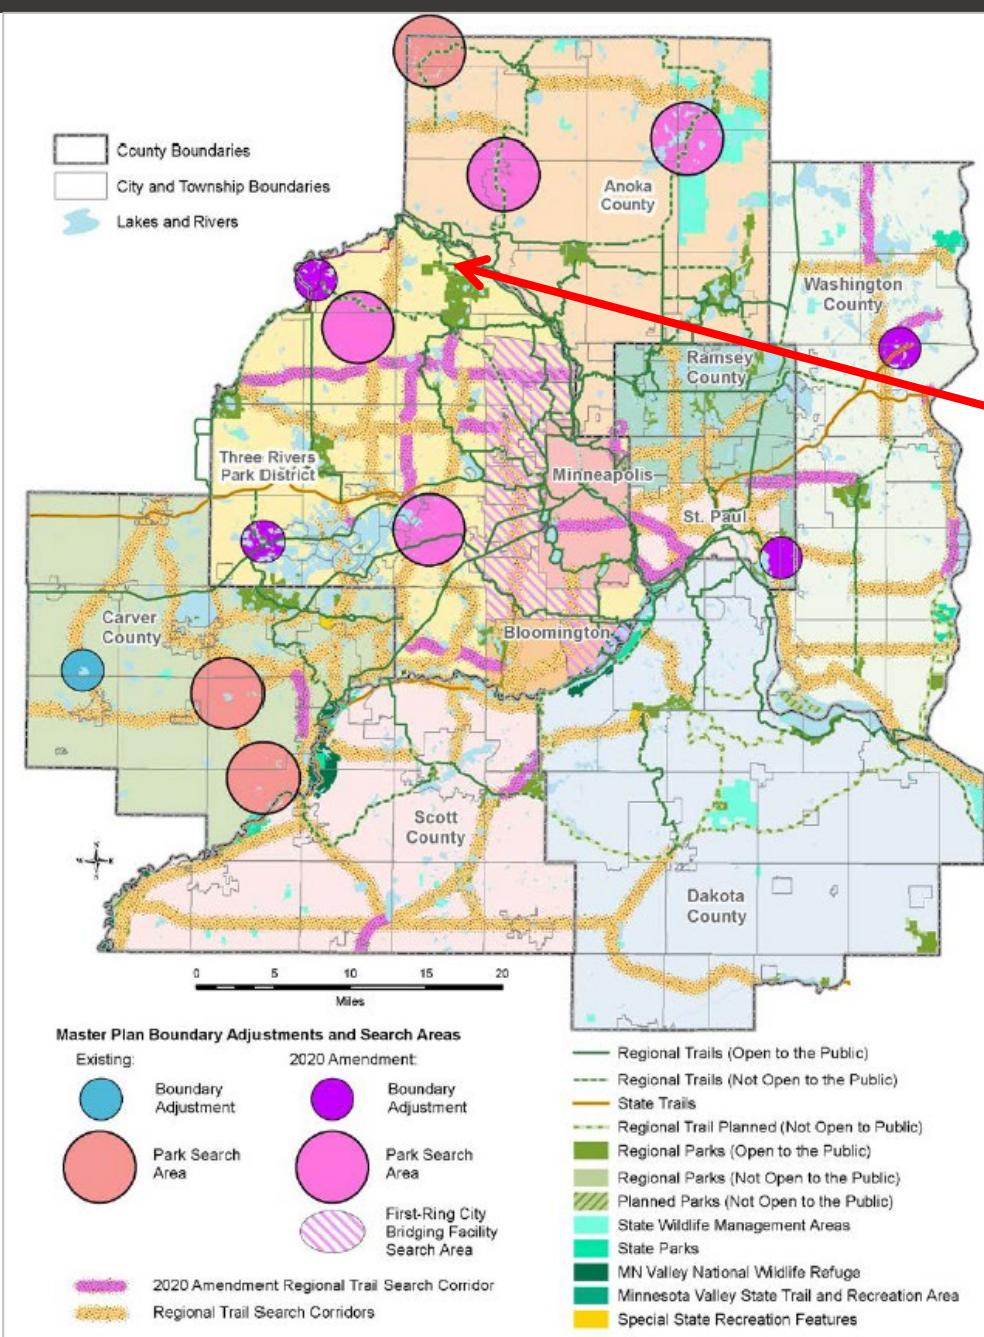 County Boundaries
City and Township Boundaries
Lakes and Rivers
Anoka
County
Washington
County
Ramsey
County
Three Rivers
Park District
Minneapolis
St. Paul
Carver
County
Bloomington
Scott
County
Dakota
County
0 5 10 15 20
Miles
Master Plan Boundary Adjustments and Search Areas
Existing:
Boundary
Adjustment
Park Search
Area
2020 Amendment:
Boundary
Adjustment
Park Search
Area
First-Ring City
Bridging Facility
Search Area
2020 Amendment Regional Trail Search Corridor
Regional Trail Search Corridors
Regional Trails (Open to the Public)
Regional Trails (Not Open to the Public)
State Trails
Regional Trail Planned (Not Open to Public)
Regional Parks (Open to the Public)
Regional Parks (Not Open to the Public)
Planned Parks (Not Open to the Public)
State Wildlife Management Areas
State Parks
MN Valley National Wildlife Refuge
Minnesota Valley State Trail and Recreation Area
Special State Recreation Features